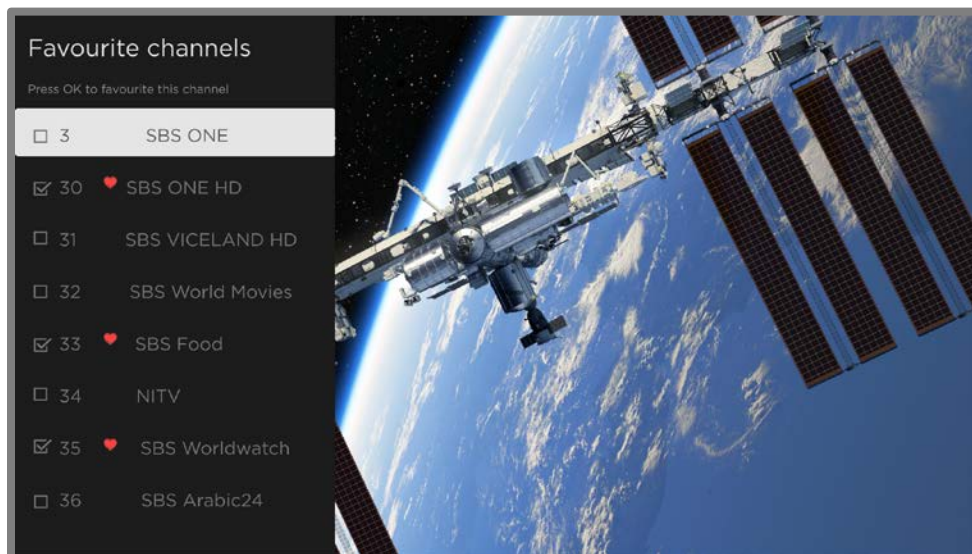 Favourite channels
Press OK to favourite this channel
3 SBS ONE
30 SBS ONE HD
31 SBS VICELAND HD
32 SBS World Movies
33 SBS Food
34 NITV
35 SBS Worldwatch
36 SBS Arabic24